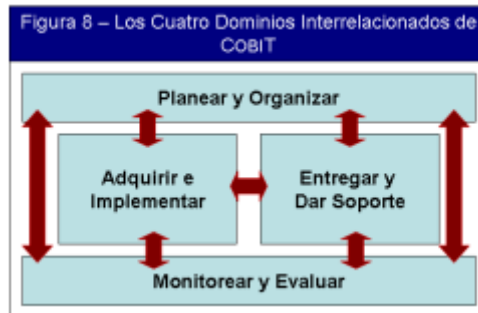 Figura 8 – Los Cuatro Dominios Interrelacionados de
COBIT
Planear y Organizar
Adquirir e
Implementar
Entregar y
Dar Soporte
Monitorear y Evaluar